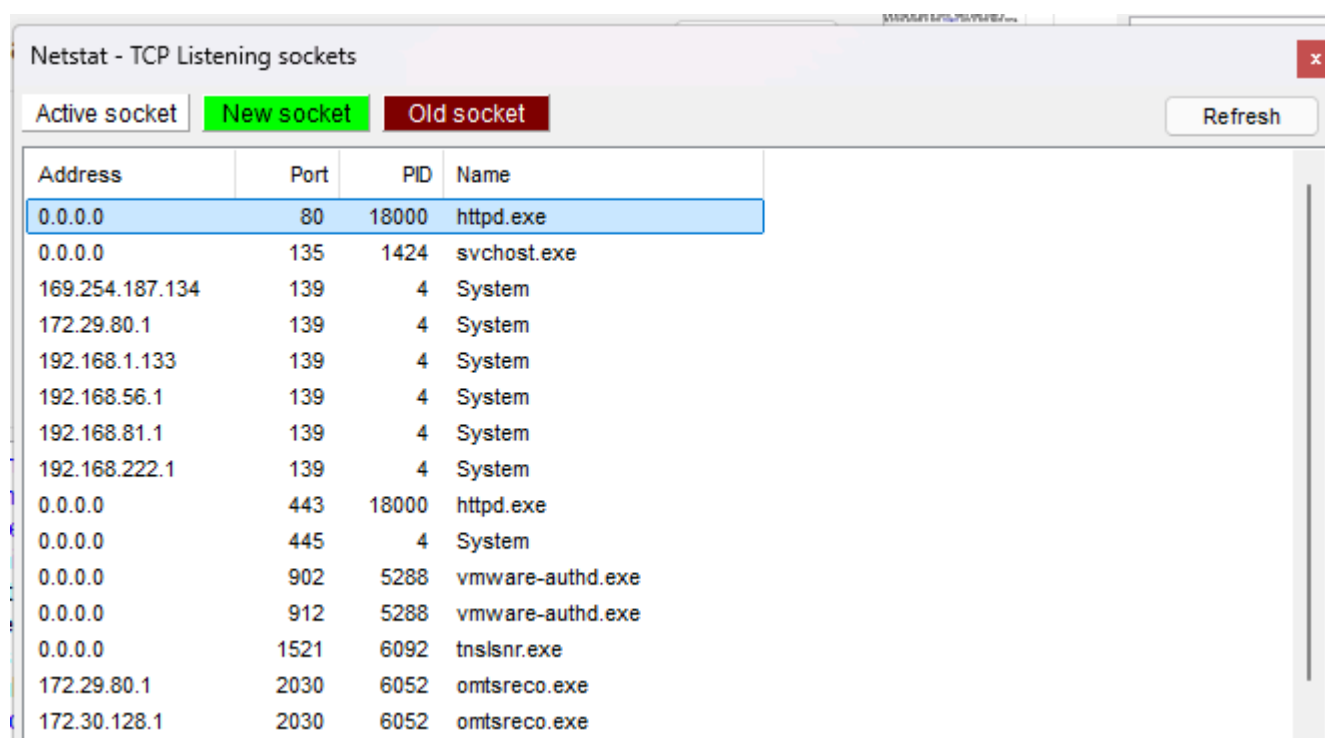 Netstat - TCP Listening sockets
x
Active socket New socket Old socket Refresh
Address Port PID Name
0.0.0.0 80 18000 httpd.exe
0.0.0.0 135 1424 svchost.exe
169.254.187.134 139 4 System
172.29.80.1 139 4 System
192.168.1.133 139 4 System
192.168.56.1 139 4 System
192.168.81.1 139 4 System
192.168.222.1 139 4 System
0.0.0.0 443 18000 httpd.exe
0.0.0.0 445 4 System
0.0.0.0 902 5288 vmware-authd.exe
0.0.0.0 912 5288 vmware-authd.exe
0.0.0.0 1521 6092 tnslsnr.exe
172.29.80.1 2030 6052 omtsreco.exe
172.30.128.1 2030 6052 omtsreco.exe